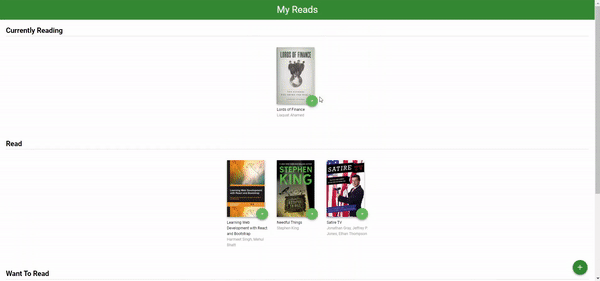 My Reads
Currently Reading
LORDS OF FINANCE
Lords of Finance
Liaquat Ahamed
Read
Learning Web Development with React and Bootstrap
STEPHEN
KING
SATIRE TV
Learning Web
Development with React
and Bootstrap
Harmeet Singh, Mehul
Bhatt
Needful Things
Stephen King
Satire TV
Jonathan Gray, Jeffrey P.
Jones, Ethan Thompson
Want To Read
+